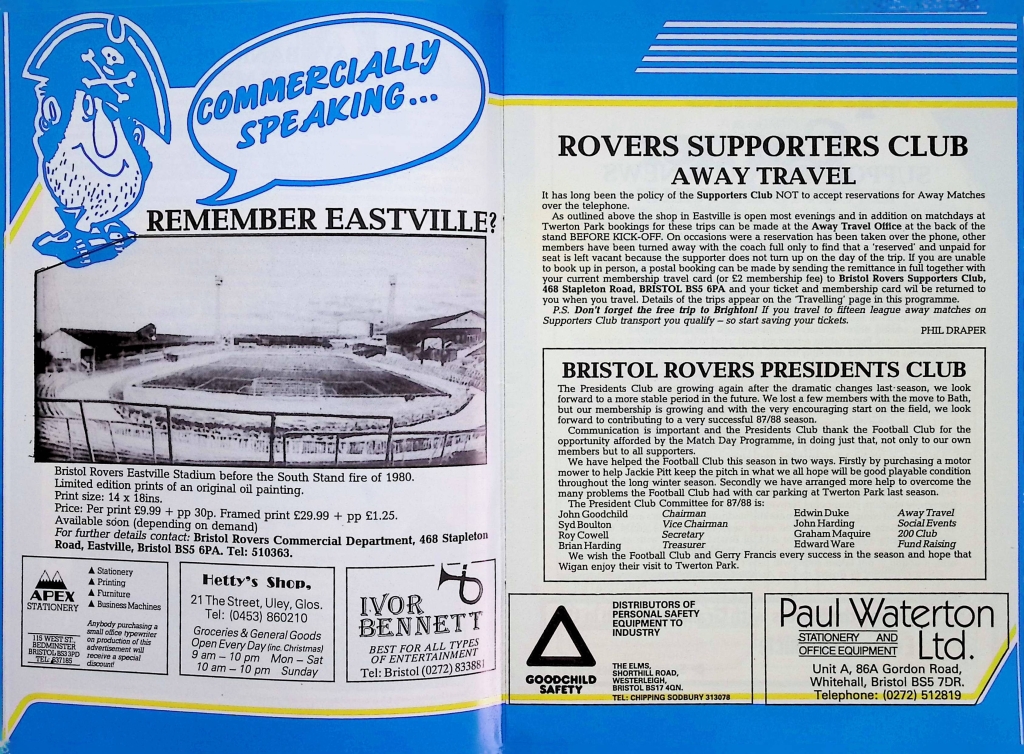 COMMERCIALLY
SPEAKING...
REMEMBER EASTVILLE?
Bristol Rovers Eastville Stadium before the South Stand fire of 1980.
Limited edition prints of an original oil painting.
Print size: 14 x 18ins.
Price: Per print £9.99 + pp 30p. Framed print £29.99 + pp £1.25.
Available soon (depending on demand)
For further details contact: Bristol Rovers Commercial Department, 468 Stapleton
Road, Eastville, Bristol BS5 6PA. Tel: 510363.
APEX
STATIONERY
▲ Stationery
▲ Printing
▲ Furniture
▲ Business Machines
115 WEST ST.,
BEDMINSTER
BRISTOL BS3 3PD
TEL: 637185
Anybody purchasing a
small office typewriter
on production of this
advertisement will
receive a special
discount!
Hetty's Shop,
21 The Street, Uley, Glos.
Tel: (0453) 860210
Groceries & General Goods
Open Every Day (inc. Christmas)
9 am – 10 pm Mon – Sat
10 am – 10 pm Sunday
IVOR
BENNETT
BEST FOR ALL TYPES
OF ENTERTAINMENT
Tel: Bristol (0272) 833881
ROVERS SUPPORTERS CLUB
AWAY TRAVEL
It has long been the policy of the Supporters Club NOT to accept reservations for Away Matches
over the telephone.
As outlined above the shop in Eastville is open most evenings and in addition on matchdays at
Twerton Park bookings for these trips can be made at the Away Travel Office at the back of the
stand BEFORE KICK-OFF. On occasions were a reservation has been taken over the phone, other
members have been turned away with the coach full only to find that a 'reserved' and unpaid for
seat is left vacant because the supporter does not turn up on the day of the trip. If you are unable
to book up in person, a postal booking can be made by sending the remittance in full together with
your current membership travel card (or £2 membership fee) to Bristol Rovers Supporters Club,
468 Stapleton Road, BRISTOL BS5 6PA and your ticket and membership card wil be returned to
you when you travel. Details of the trips appear on the 'Travelling' page in this programme.
P.S. Don't forget the free trip to Brighton! If you travel to fifteen league away matches on
Supporters Club transport you qualify – so start saving your tickets.
PHIL DRAPER
BRISTOL ROVERS PRESIDENTS CLUB
The Presidents Club are growing again after the dramatic changes last season, we look
forward to a more stable period in the future. We lost a few members with the move to Bath,
but our membership is growing and with the very encouraging start on the field, we look
forward to contributing to a very successful 87/88 season.
Communication is important and the Presidents Club thank the Football Club for the
opportunity afforded by the Match Day Programme, in doing just that, not only to our own
members but to all supporters.
We have helped the Football Club this season in two ways. Firstly by purchasing a motor
mower to help Jackie Pitt keep the pitch in what we all hope will be good playable condition
throughout the long winter season. Secondly we have arranged more help to overcome the
many problems the Football Club had with car parking at Twerton Park last season.
The President Club Committee for 87/88 is:
John Goodchild Chairman Edwin Duke Away Travel
Syd Boulton Vice Chairman John Harding Social Events
Roy Cowell Secretary Graham Maquire 200 Club
Brian Harding Treasurer Edward Ware Fund Raising
We wish the Football Club and Gerry Francis every success in the season and hope that
Wigan enjoy their visit to Twerton Park.
GOODCHILD
SAFETY
DISTRIBUTORS OF
PERSONAL SAFETY
EQUIPMENT TO
INDUSTRY
THE ELMS,
SHORTHILL ROAD,
WESTERLEIGH,
BRISTOL BS17 4QN.
TEL: CHIPPING SODBURY 313078
Paul Waterton
STATIONERY AND
OFFICE EQUIPMENT
Ltd.
Unit A, 86A Gordon Road,
Whitehall, Bristol BS5 7DR.
Telephone: (0272) 512819